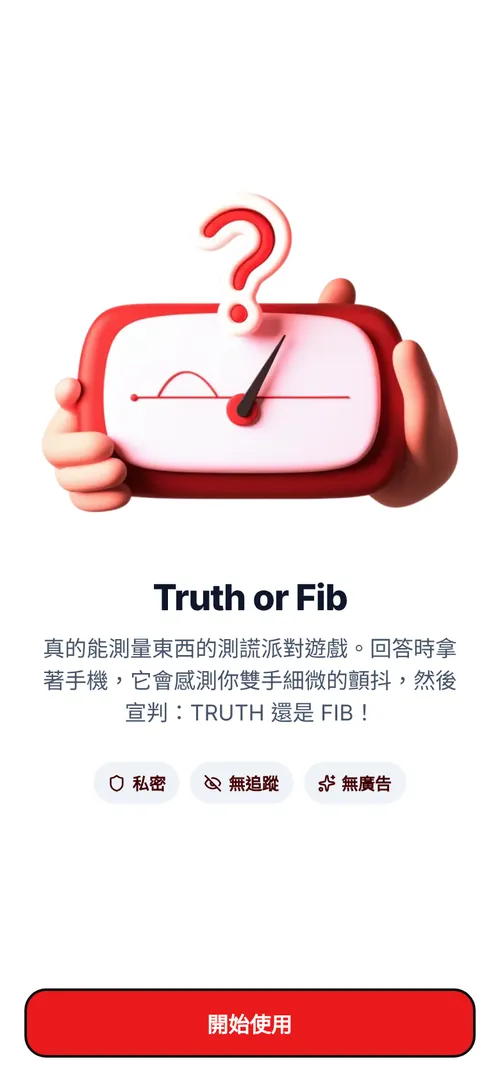 ?
Truth or Fib
真的能測量東西的測謊派對遊戲。回答時拿
著手機，它會感測你雙手細微的顫抖，然後
宣判：TRUTH 還是 FIB！
私密
無追蹤
無廣告
開始使用